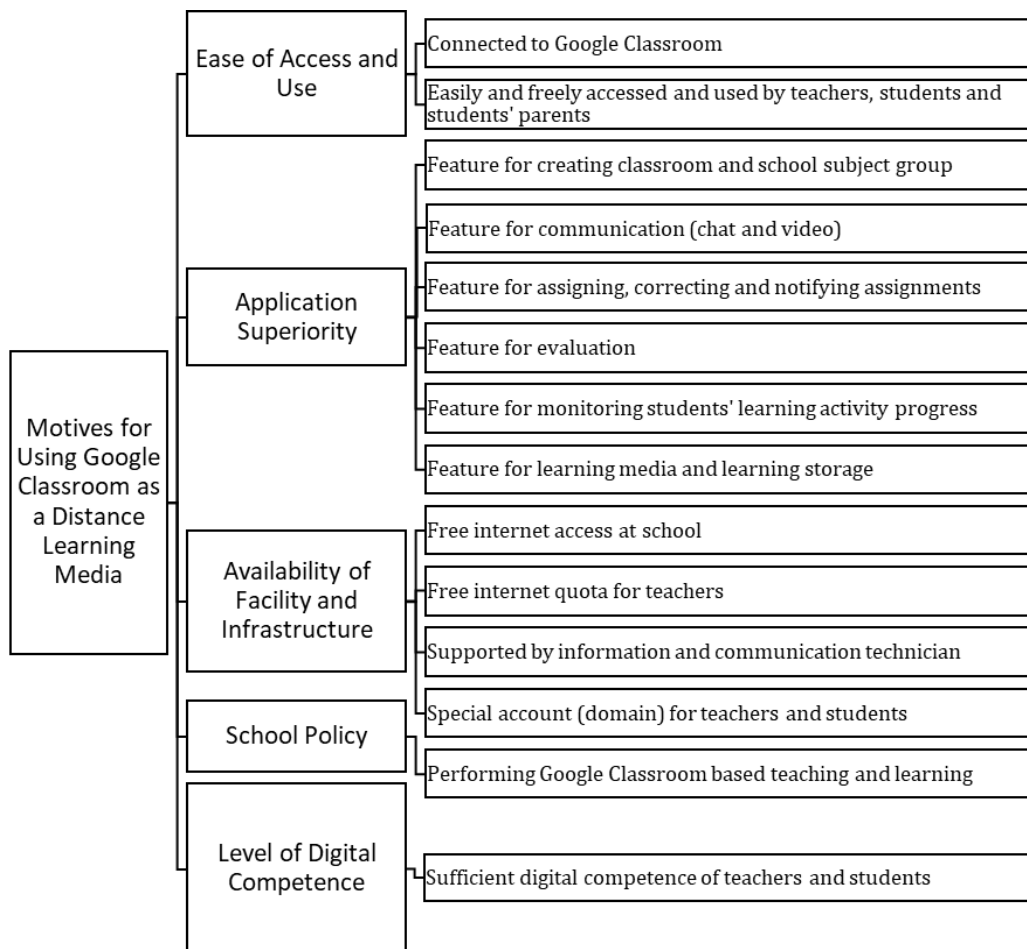 Motives for
Using Google
Classroom as
a Distance
Learning
Media
Ease of Access and
Use
Connected to Google Classroom
Easily and freely accessed and used by teachers, students and
students' parents
Application
Superiority
Feature for creating classroom and school subject group
Feature for communication (chat and video)
Feature for assigning, correcting and notifying assignments
Feature for evaluation
Feature for monitoring students' learning activity progress
Feature for learning media and learning storage
Availability of
Facility and
Infrastructure
Free internet access at school
Free internet quota for teachers
Supported by information and communication technician
Special account (domain) for teachers and students
School Policy
Performing Google Classroom based teaching and learning
Level of Digital
Competence
Sufficient digital competence of teachers and students